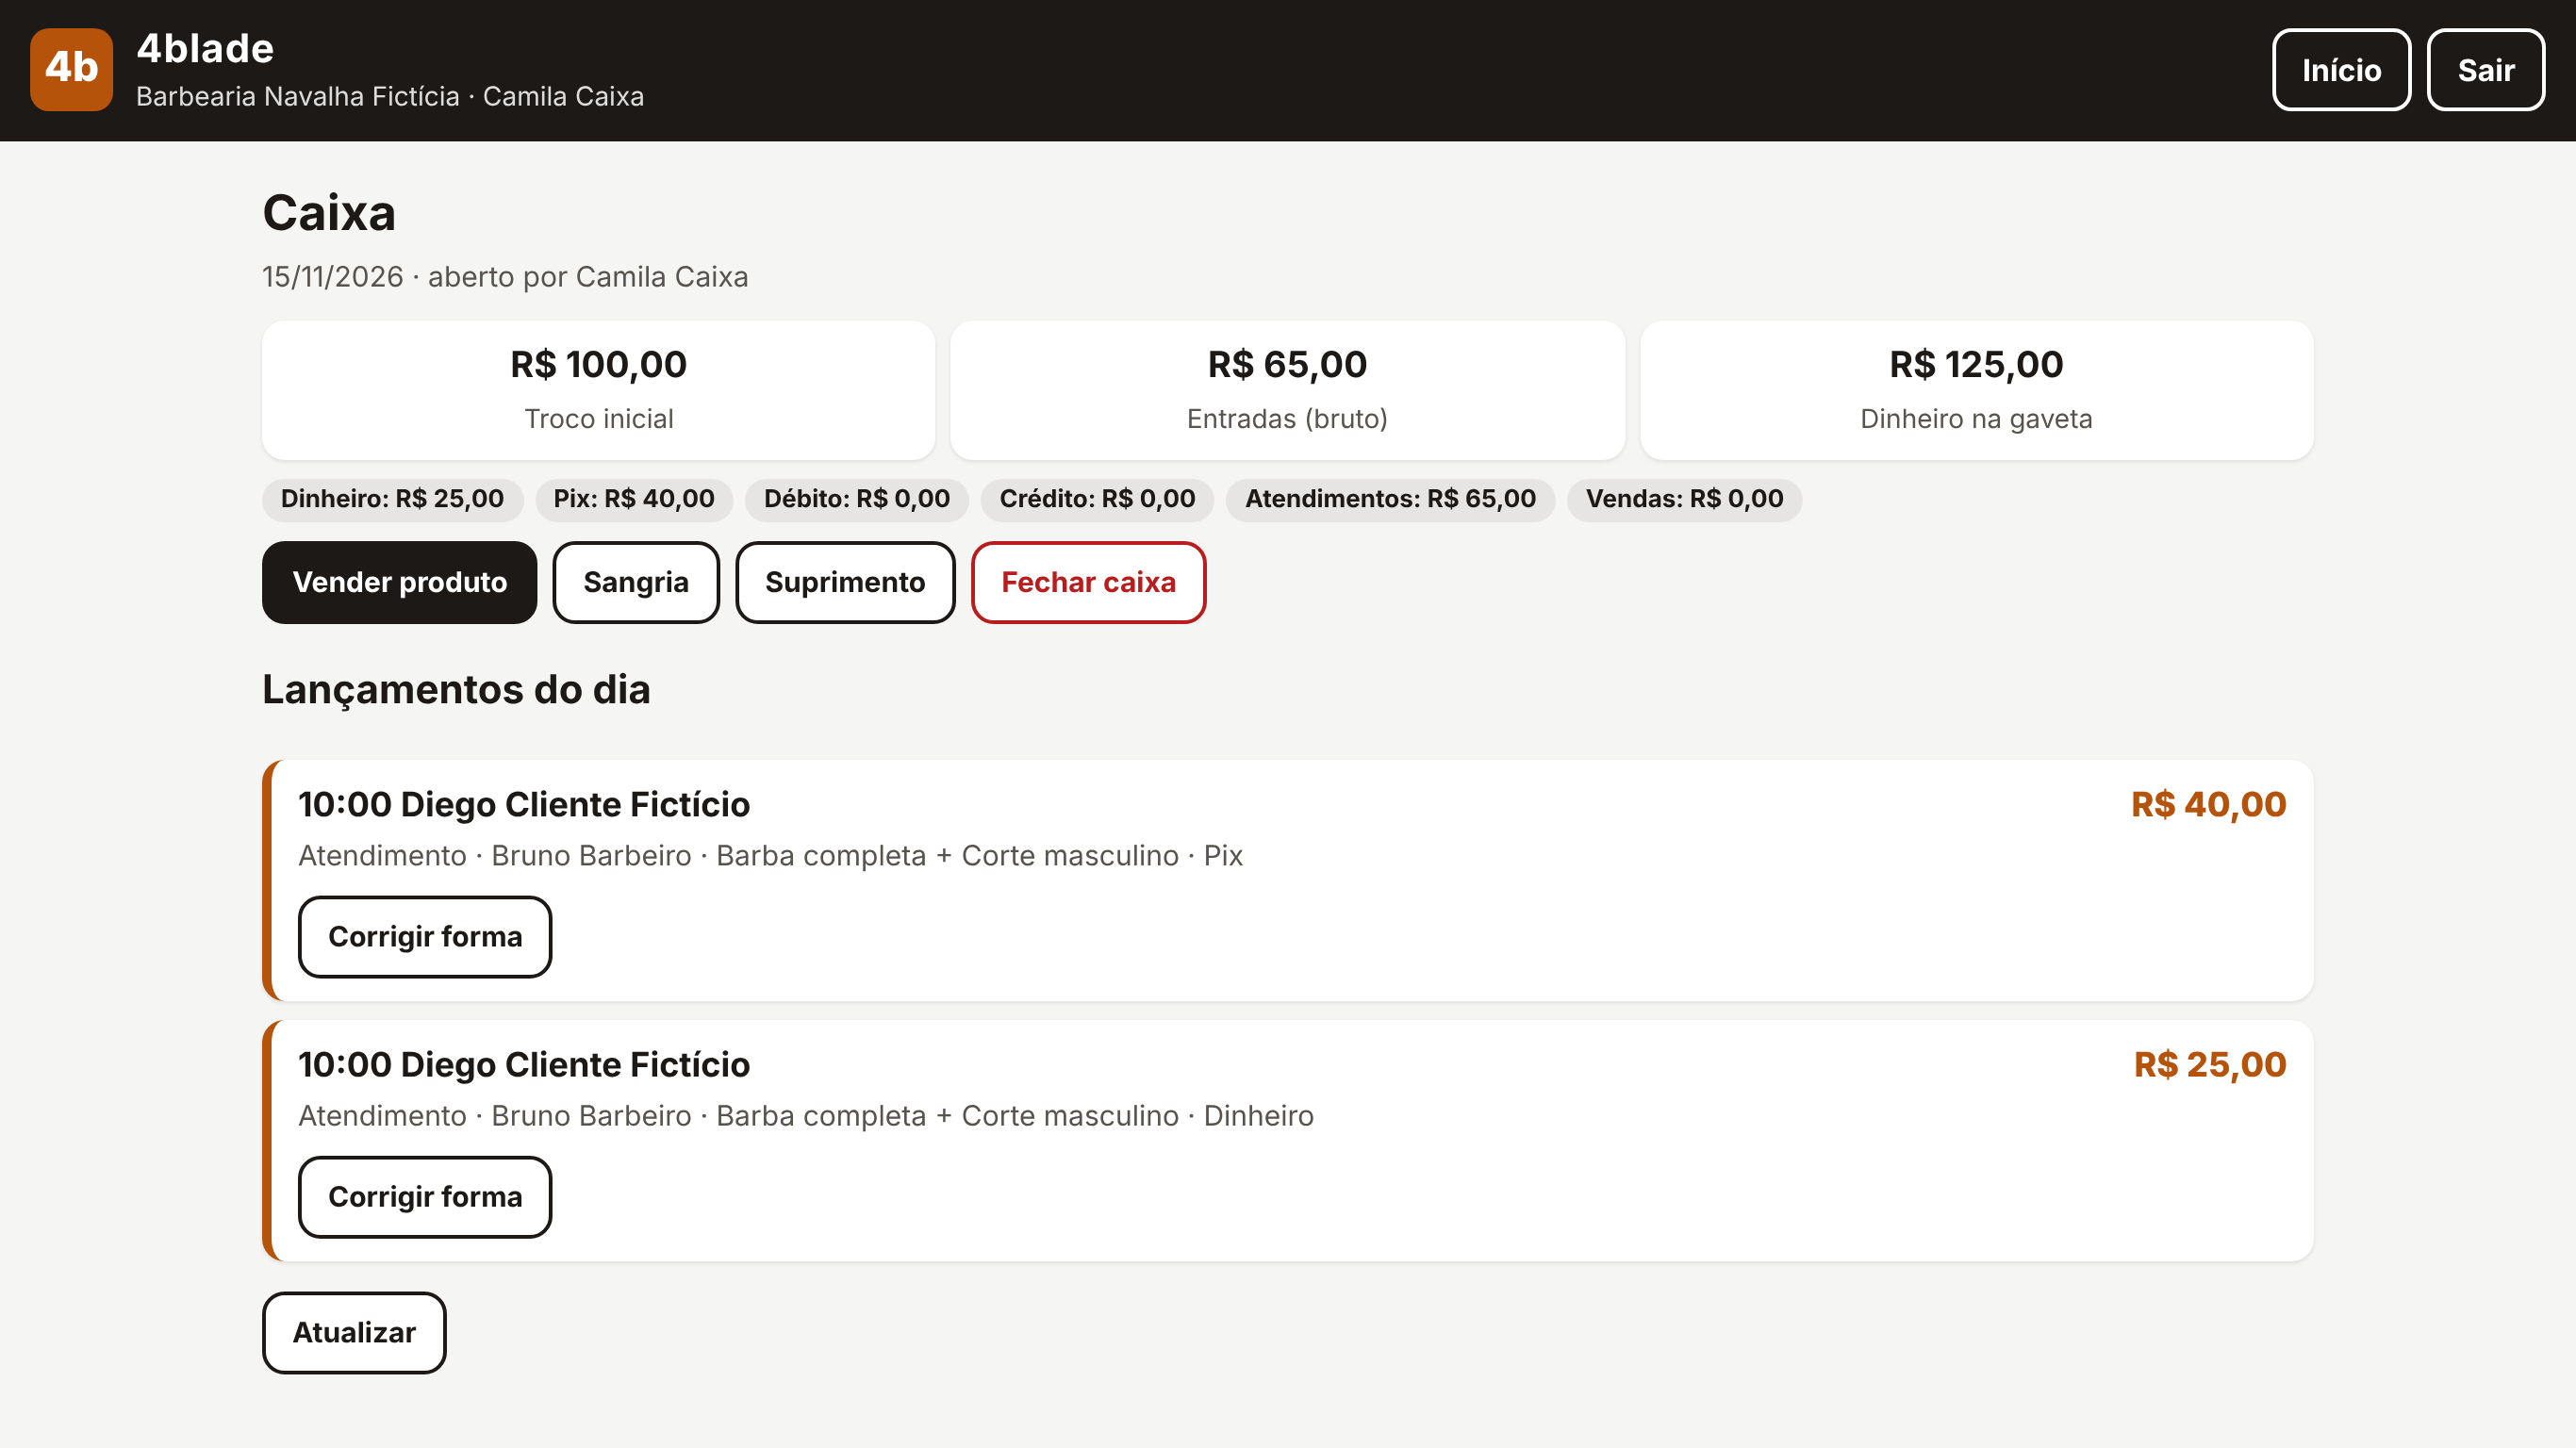 4b
4blade
Barbearia Navalha Fictícia · Camila Caixa
Início
Sair
Caixa
15/11/2026 · aberto por Camila Caixa
R$ 100,00
Troco inicial
R$ 65,00
Entradas (bruto)
R$ 125,00
Dinheiro na gaveta
Dinheiro: R$ 25,00
Pix: R$ 40,00
Débito: R$ 0,00
Crédito: R$ 0,00
Atendimentos: R$ 65,00
Vendas: R$ 0,00
Vender produto
Sangria
Suprimento
Fechar caixa
Lançamentos do dia
10:00 Diego Cliente Fictício
R$ 40,00
Atendimento · Bruno Barbeiro · Barba completa + Corte masculino · Pix
Corrigir forma
10:00 Diego Cliente Fictício
R$ 25,00
Atendimento · Bruno Barbeiro · Barba completa + Corte masculino · Dinheiro
Corrigir forma
Atualizar